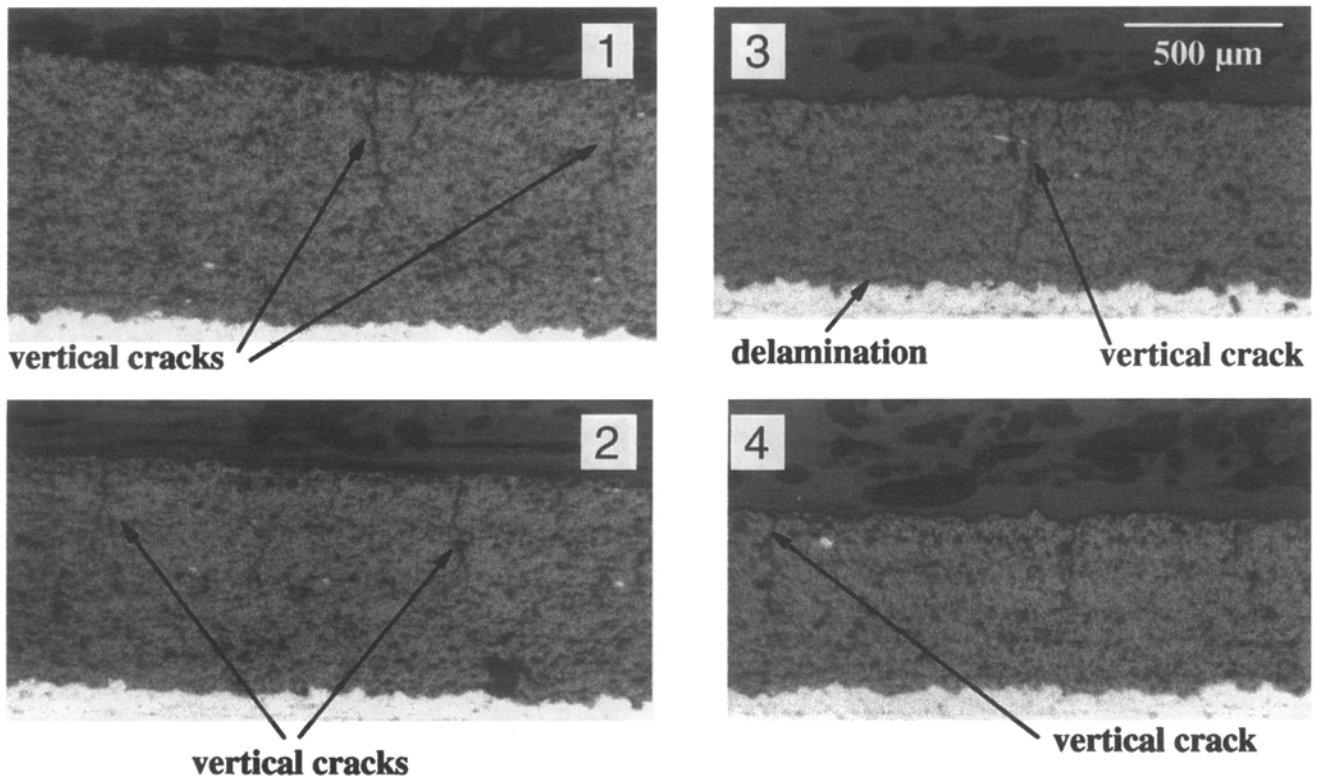 1
3
500 µm
vertical cracks
delamination
vertical crack
2
4
vertical cracks
vertical crack